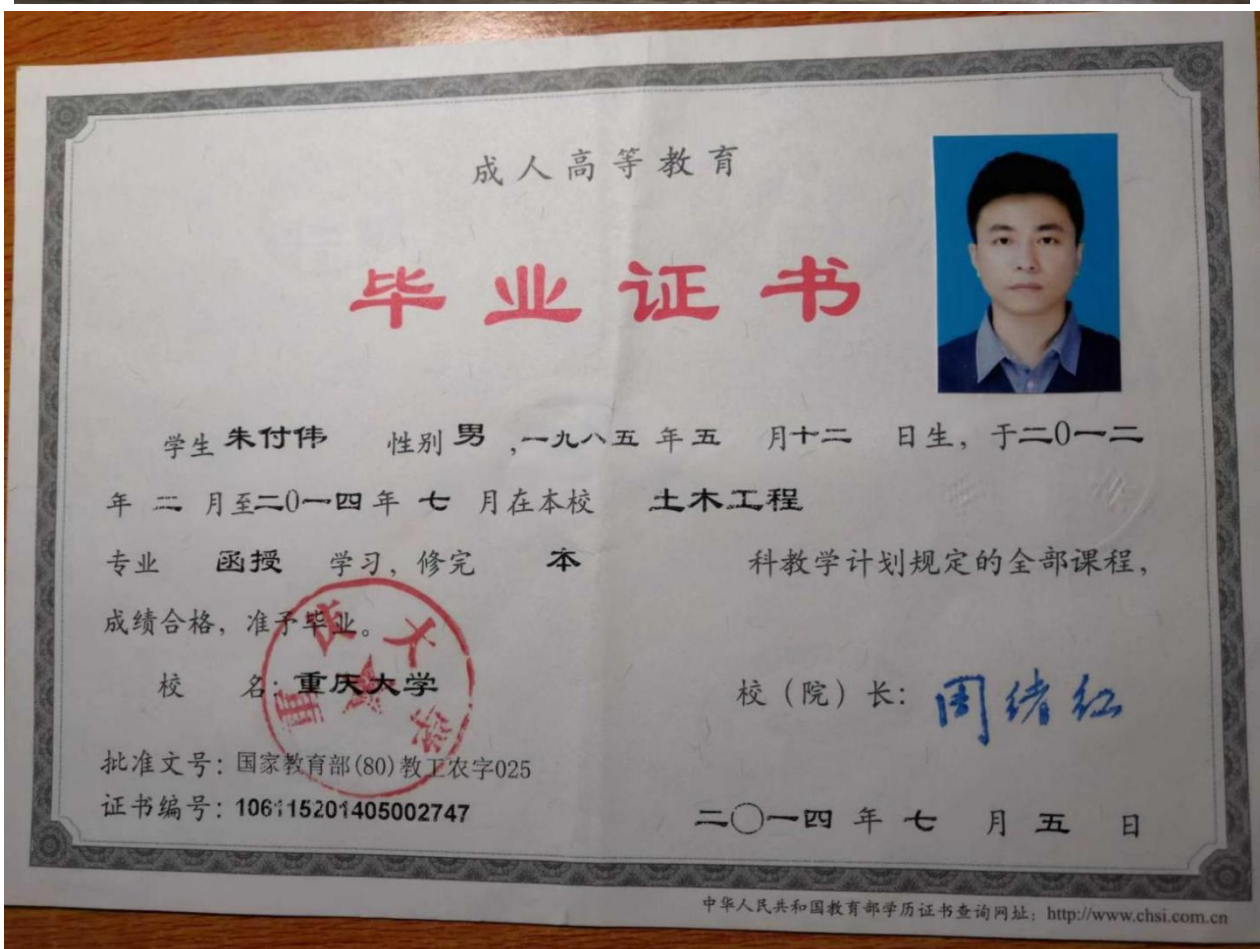 成人高等教育
毕业证书
学生 朱付伟 性别 男 ,一九八五 年 五 月 十二 日生, 于二0一二
年 二 月至二0一四 年 七 月在本校 土木工程
专业 函授 学习, 修完 本 科教学计划规定的全部课程,
成绩合格, 准予毕业。
校 名: 重庆大学
重庆大学
校（院）长: 周绪红
批准文号: 国家教育部(80)教工农字025
证书编号: 106115201405002747
二〇一四 年 七 月 五 日
中华人民共和国教育部学历证书查询网址: http://www.chsi.com.cn